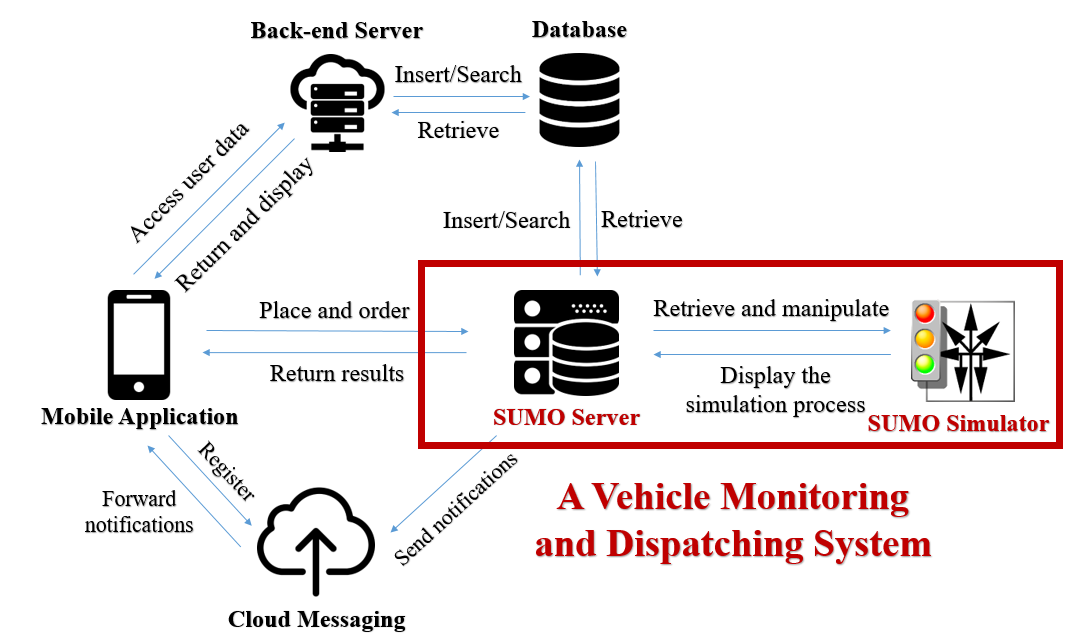 Back-end Server
Database
Insert/Search
Retrieve
Access user data
Return and display
Insert/Search
Retrieve
Place and order
Return results
Retrieve and manipulate
Display the
simulation process
Mobile Application
SUMO Server
SUMO Simulator
Register
Forward
notifications
Send notifications
A Vehicle Monitoring
and Dispatching System
Cloud Messaging